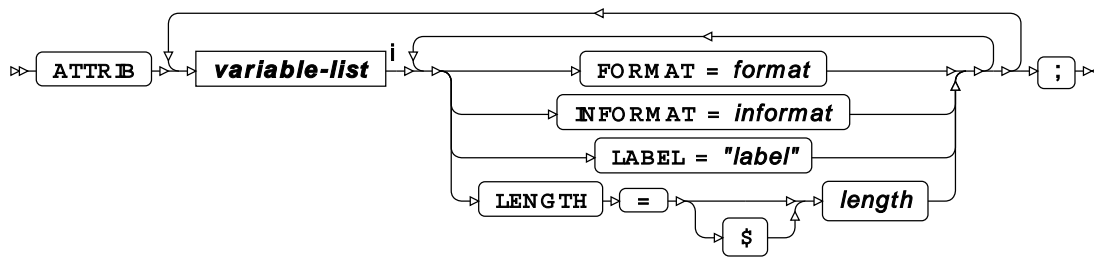 ATTRIB variable-list i FORMAT = format ;
INFORMAT = informat
LABEL = "label"
LENGTH = length
$